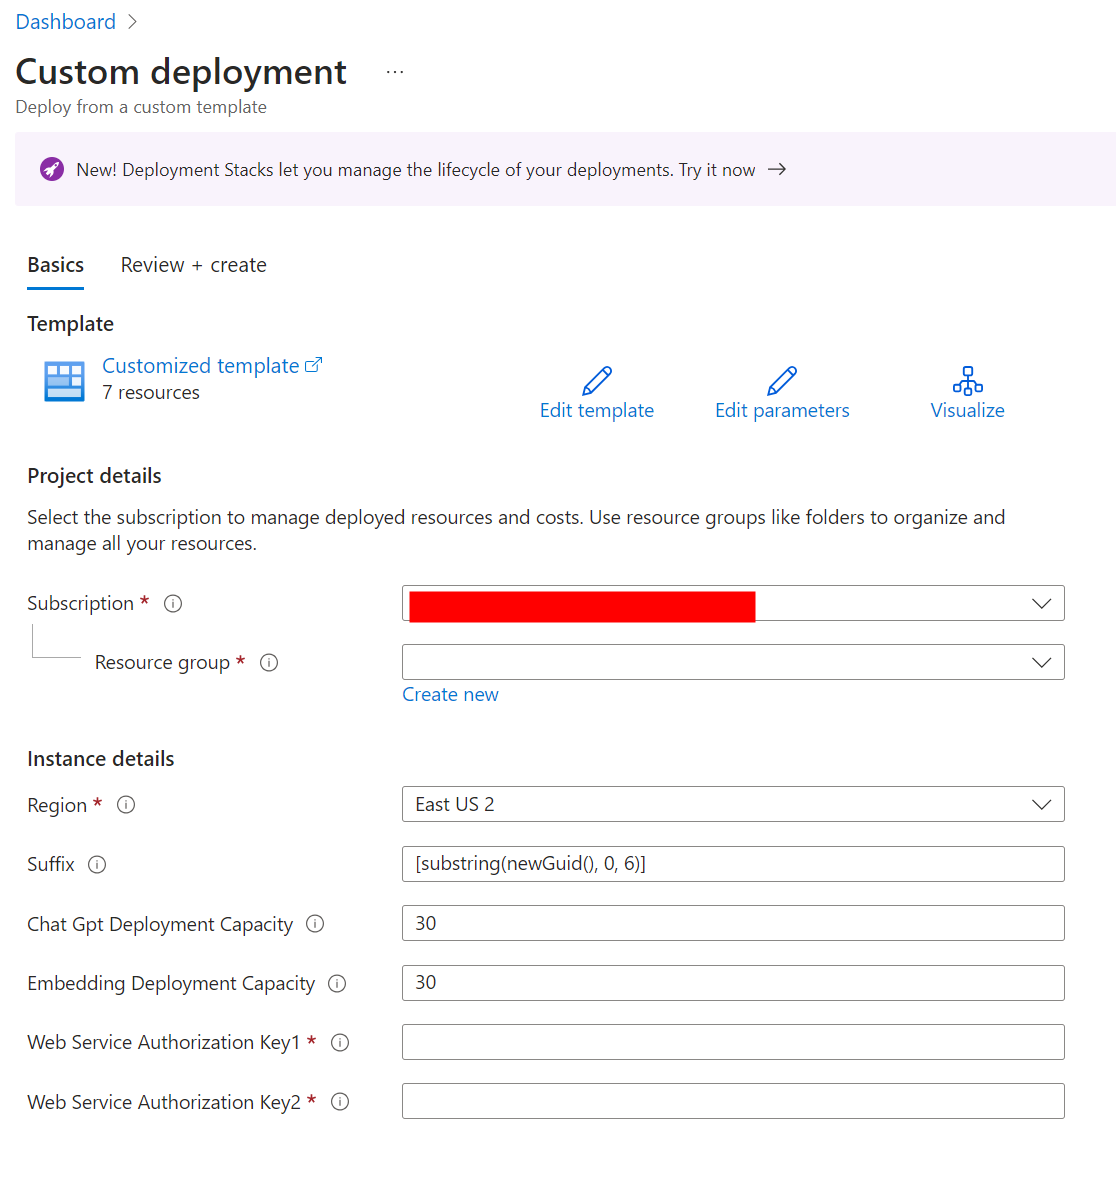 Dashboard
Custom deployment ...
Deploy from a custom template
New! Deployment Stacks let you manage the lifecycle of your deployments. Try it now →
Basics Review + create
Template
Customized template
7 resources
Edit template Edit parameters Visualize
Project details
Select the subscription to manage deployed resources and costs. Use resource groups like folders to organize and
manage all your resources.
Subscription *
Resource group *
Create new
Instance details
Region * East US 2
Suffix [substring(newGuid(), 0, 6)]
Chat Gpt Deployment Capacity 30
Embedding Deployment Capacity 30
Web Service Authorization Key1 *
Web Service Authorization Key2 *